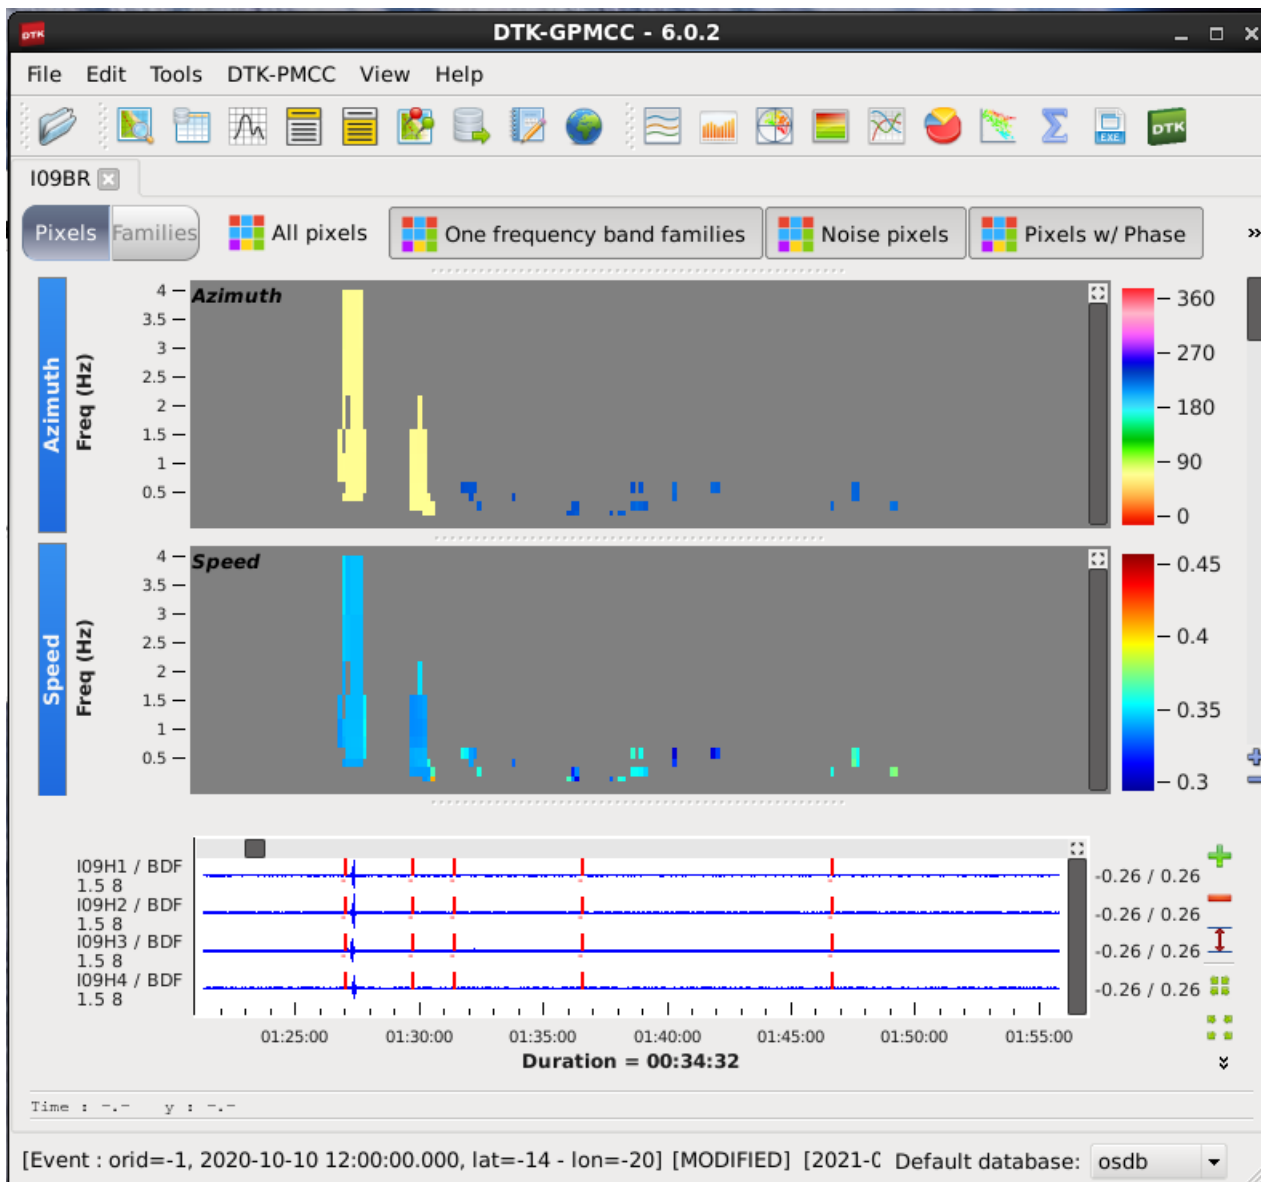 DTK DTK-GPMCC - 6.0.2
File Edit Tools DTK-PMCC View Help
EXE DTK
I09BR
Pixels Families All pixels One frequency band families Noise pixels Pixels w/ Phase »
Azimuth
Freq (Hz)
Azimuth
4
3.5
3
2.5
2
1.5
1
0.5
360
270
180
90
0
Speed
Freq (Hz)
Speed
4
3.5
3
2.5
2
1.5
1
0.5
0.45
0.4
0.35
0.3
I09H1 / BDF
1.5 8
-0.26 / 0.26
I09H2 / BDF
1.5 8
-0.26 / 0.26
I09H3 / BDF
1.5 8
-0.26 / 0.26
I09H4 / BDF
1.5 8
-0.26 / 0.26
01:25:00 01:30:00 01:35:00 01:40:00 01:45:00 01:50:00 01:55:00
Duration = 00:34:32
Time : -.- y : -.-
[Event : orid=-1, 2020-10-10 12:00:00.000, lat=-14 - lon=-20] [MODIFIED] [2021-0 Default database: osdb